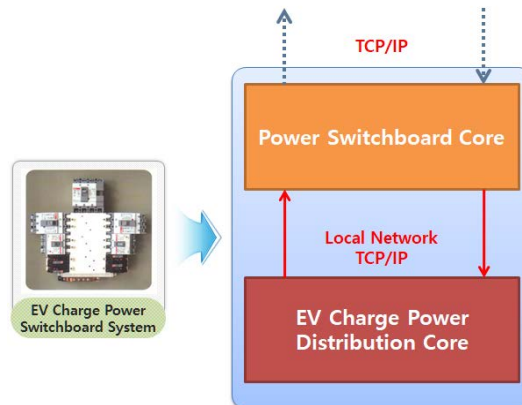 TCP/IP
Power Switchboard Core
Local Network
TCP/IP
EV Charge Power
Distribution Core
EV Charge Power
Switchboard System